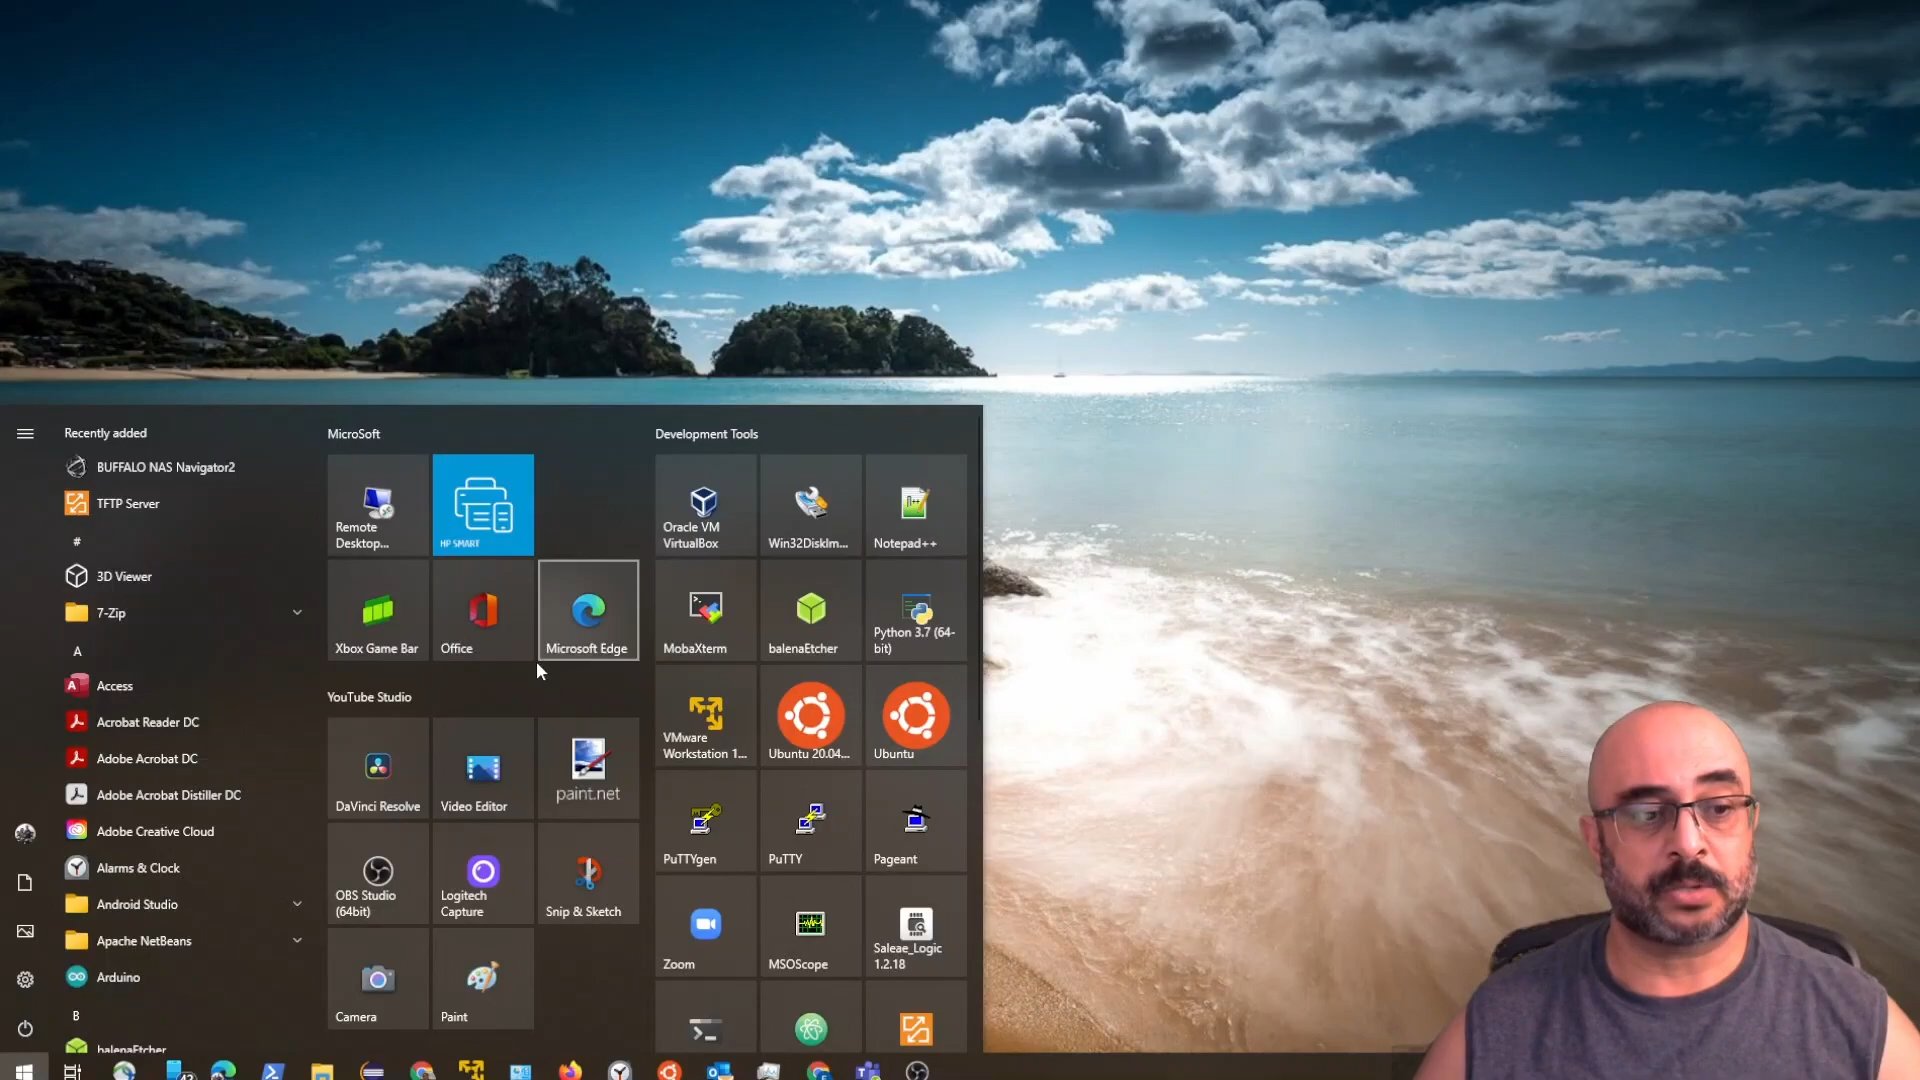 Recently added
BUFFALO NAS Navigator2
TFTP Server
#
3D Viewer
7-Zip
A
Access
Acrobat Reader DC
Adobe Acrobat DC
Adobe Acrobat Distiller DC
Adobe Creative Cloud
Alarms & Clock
Android Studio
Apache NetBeans
Arduino
B
balenaEtcher
MicroSoft
Remote
Desktop...
HP SMART
Xbox Game Bar
Office
Microsoft Edge
YouTube Studio
DaVinci Resolve
Video Editor
paint.net
OBS Studio
(64bit)
Logitech
Capture
Snip & Sketch
Camera
Paint
Development Tools
Oracle VM
VirtualBox
Win32DiskIm...
Notepad++
MobaXterm
balenaEtcher
Python 3.7 (64-
bit)
VMware
Workstation 1...
Ubuntu 20.04...
Ubuntu
PuTTYgen
PuTTY
Pageant
Zoom
MSOScope
Saleae_Logic
1.2.18